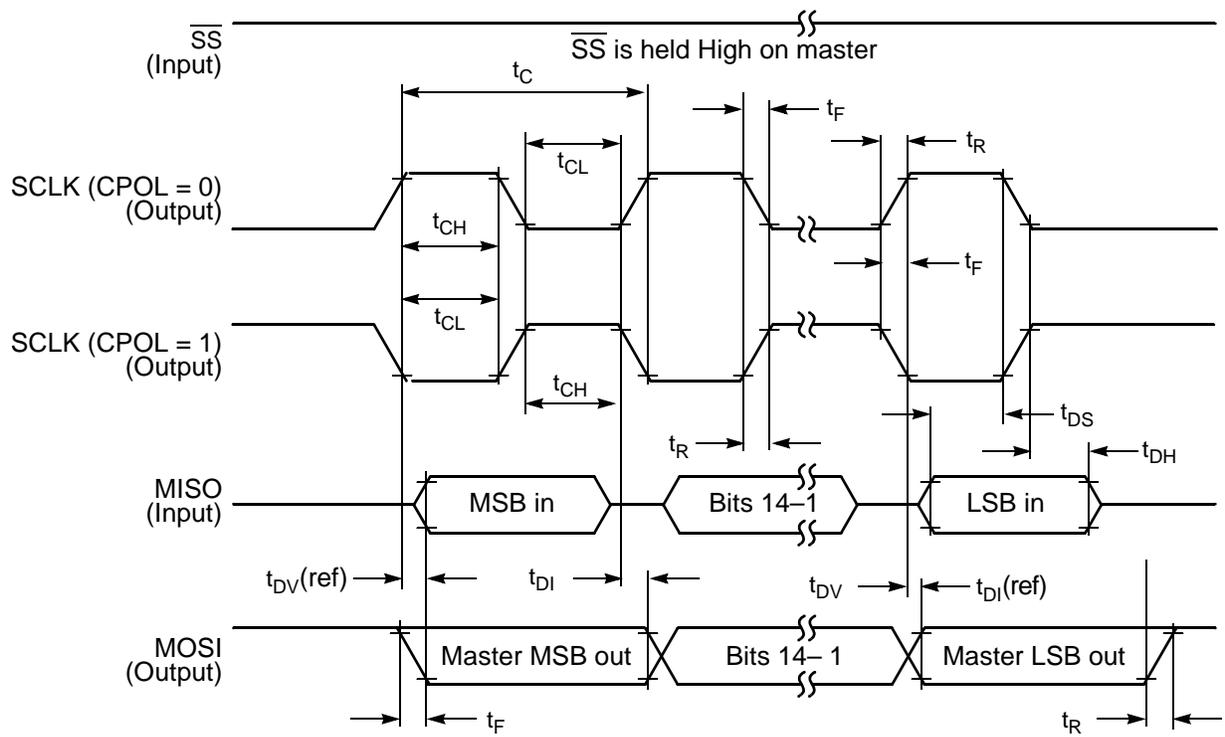 SS
(Input)
SS is held High on master
tC
tF
tR
tCL
SCLK (CPOL = 0)
(Output)
tCH
tF
tCL
SCLK (CPOL = 1)
(Output)
tCH
tDS
tR
tDH
MISO
(Input)
MSB in
Bits 14–1
LSB in
tDV(ref)
tDI
tDV
tDI(ref)
MOSI
(Output)
Master MSB out
Bits 14– 1
Master LSB out
tF
tR